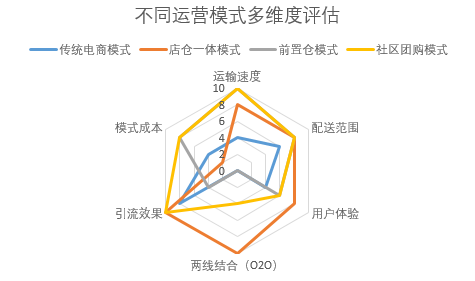 不同运营模式多维度评估
传统电商模式 店仓一体模式 前置仓模式 社区团购模式
运输速度
10
8
6
4
2
0
配送范围
用户体验
两线结合（O2O）
引流效果
模式成本